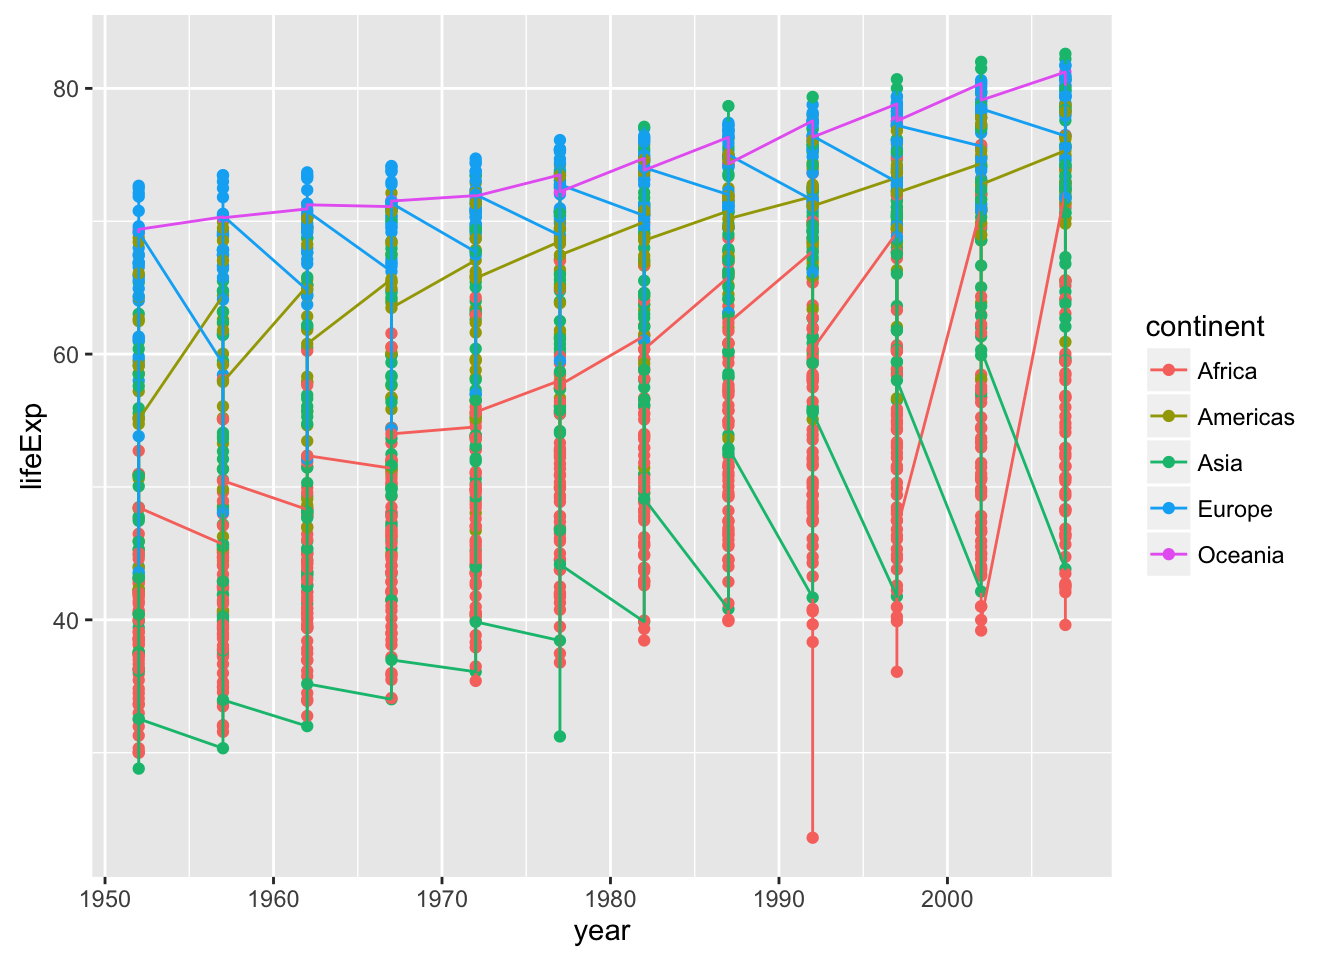 80
60
40
lifeExp
1950
1960
1970
1980
1990
2000
year
continent
Africa
Americas
Asia
Europe
Oceania